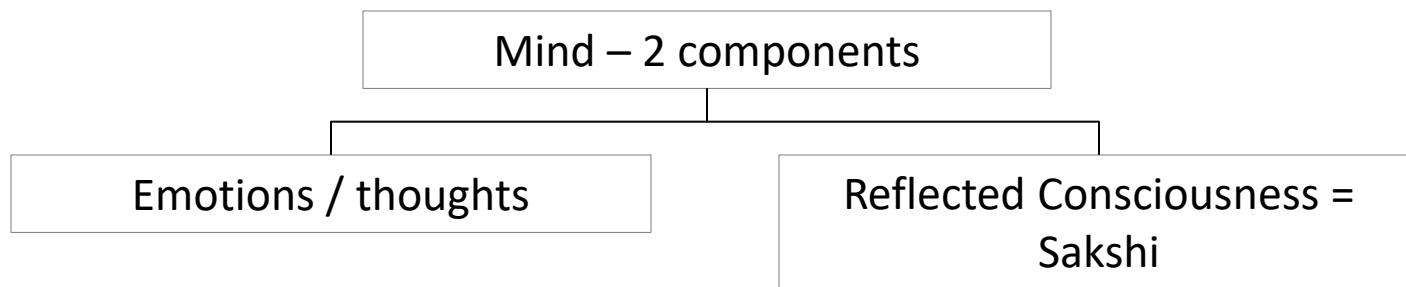 Mind – 2 components
Emotions / thoughts
Reflected Consciousness =
Sakshi